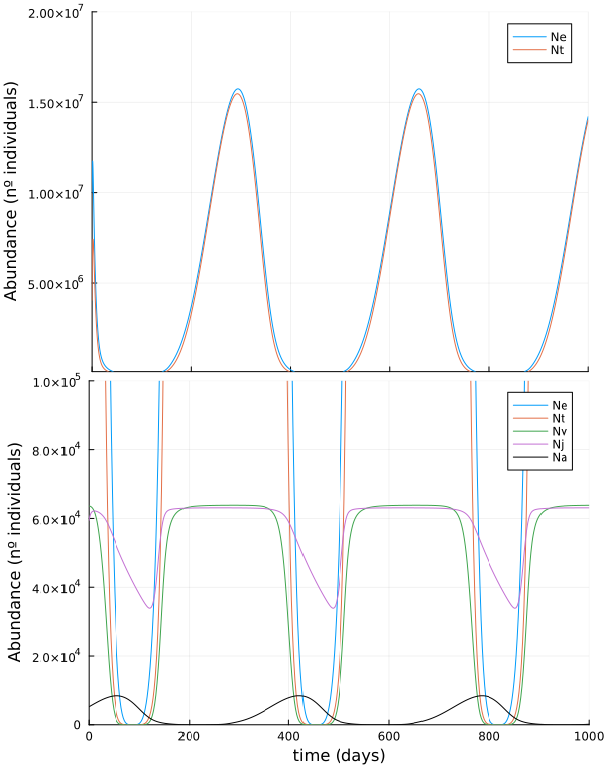 2.00×10⁷
1.50×10⁷
1.00×10⁷
5.00×10⁶
Abundance (nº individuals)
Ne
Nt
1.0×10⁵
8.0×10⁴
6.0×10⁴
4.0×10⁴
2.0×10⁴
0
Abundance (nº individuals)
Ne
Nt
Nv
Nj
Na
0 200 400 600 800 1000
time (days)